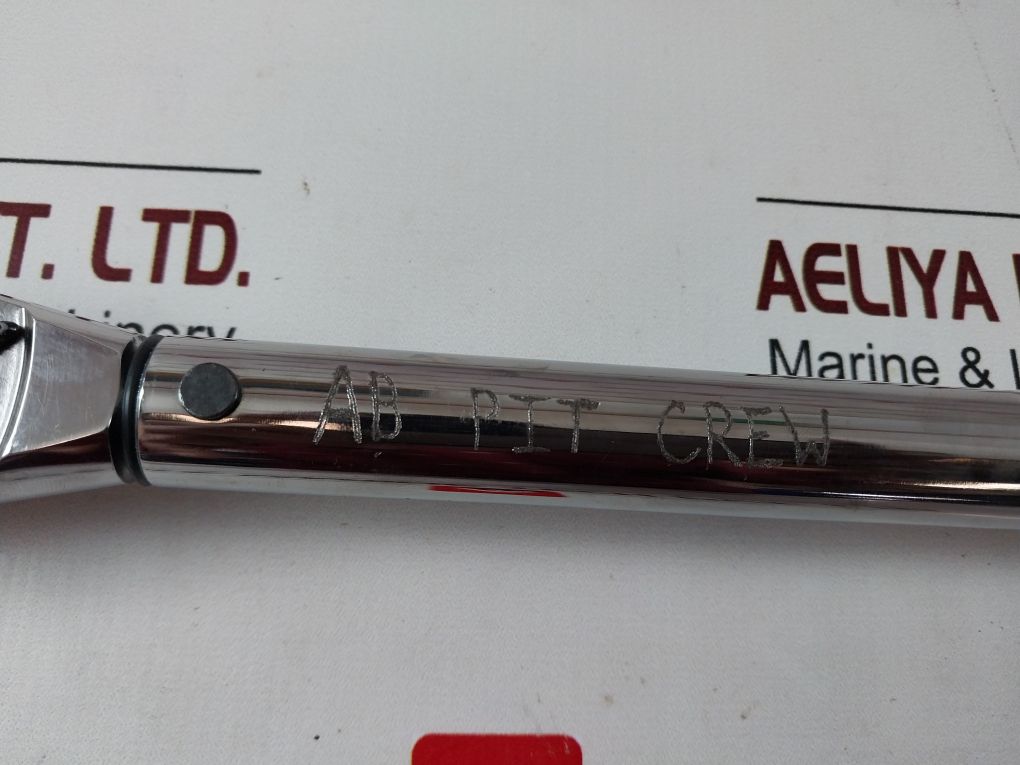 T. LTD.
AELIYA
Marine &
AB PIT CREW